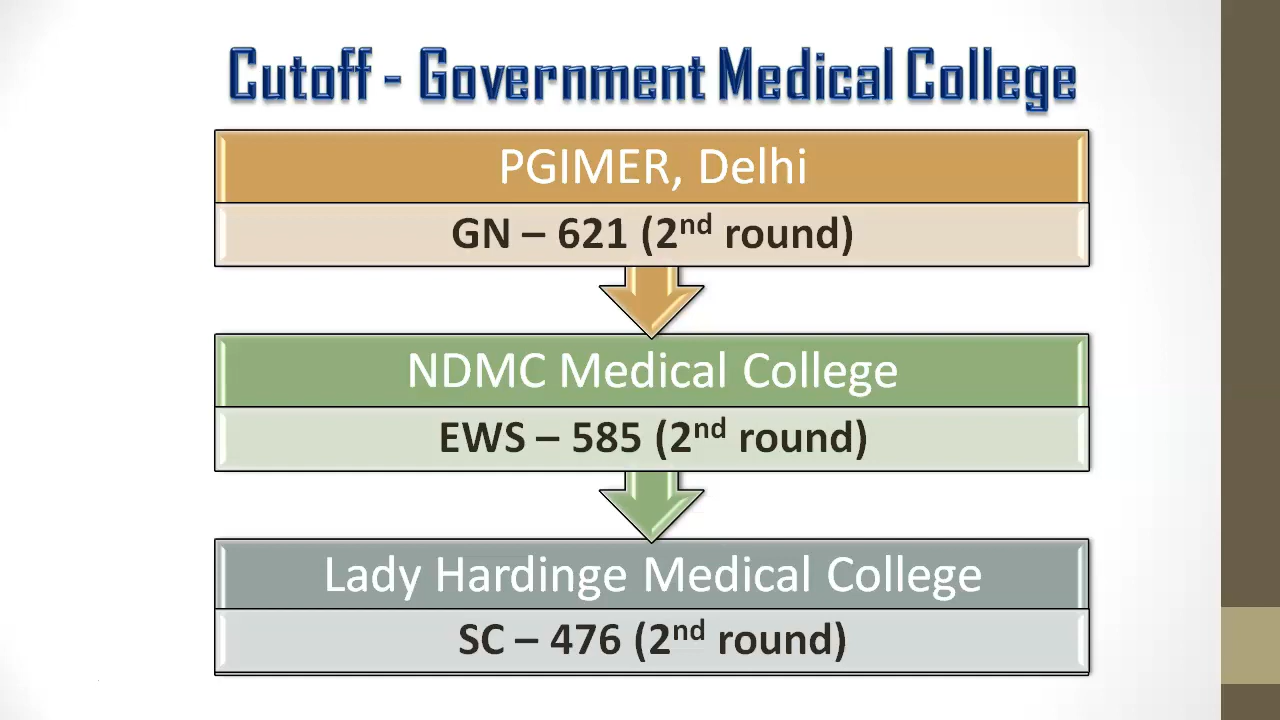 Cutoff - Government Medical College
PGIMER, Delhi
GN – 621 (2nd round)
NDMC Medical College
EWS – 585 (2nd round)
Lady Hardinge Medical College
SC – 476 (2nd round)